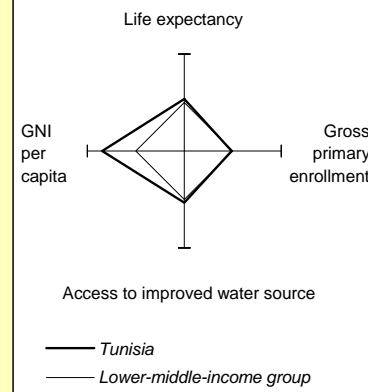 Life expectancy
GNI
per
capita
Gross
primary
enrollment
Access to improved water source
Tunisia
Lower-middle-income group